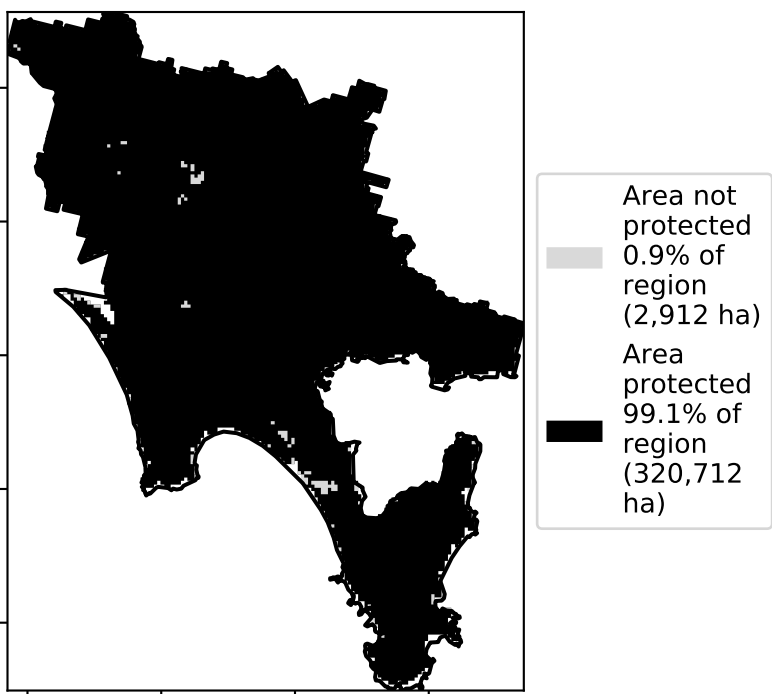 Area not
protected
0.9% of
region
(2,912 ha)
Area
protected
99.1% of
region
(320,712
ha)